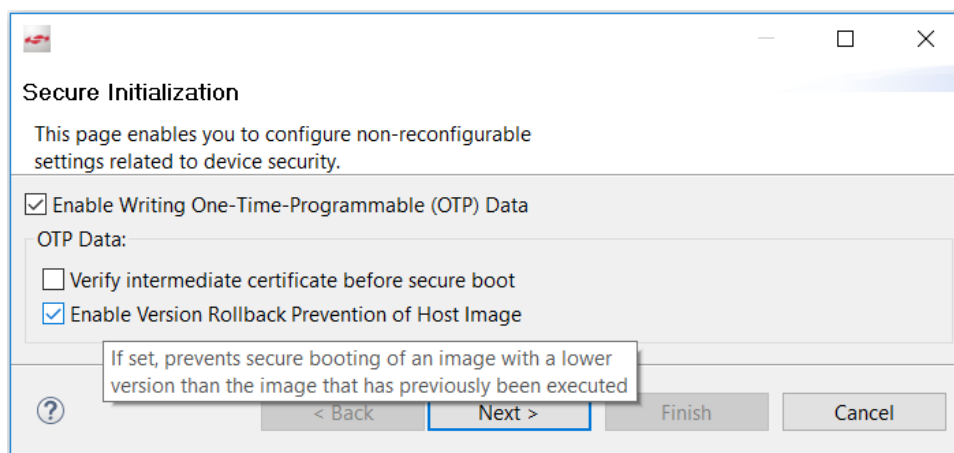 Secure Initialization
This page enables you to configure non-reconfigurable
settings related to device security.
Enable Writing One-Time-Programmable (OTP) Data
OTP Data:
Verify intermediate certificate before secure boot
Enable Version Rollback Prevention of Host Image
If set, prevents secure booting of an image with a lower
version than the image that has previously been executed
? < Back Next > Finish Cancel